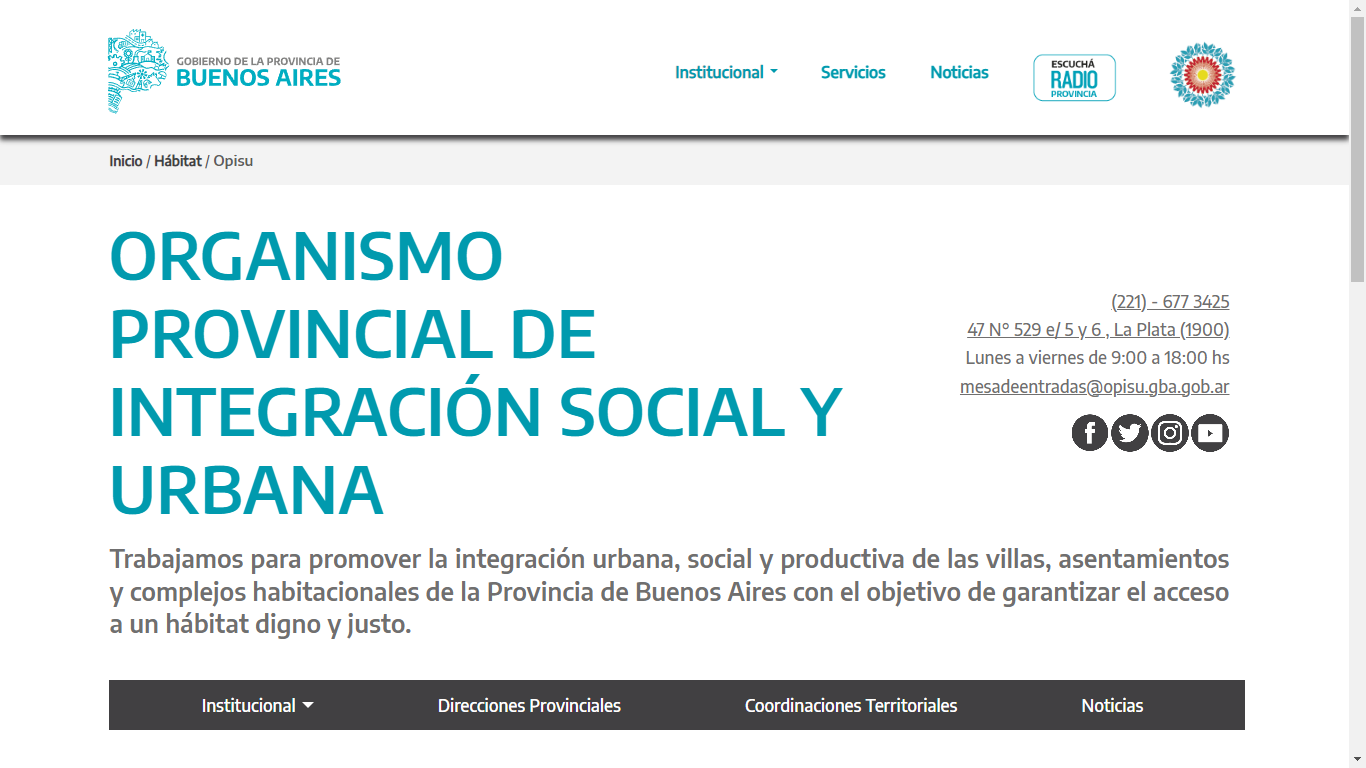 GOBIERNO DE LA PROVINCIA DE
BUENOS AIRES
Institucional
Servicios
Noticias
ESCUCHÁ
RADIO
PROVINCIA
Inicio / Hábitat / Opisu
ORGANISMO
PROVINCIAL DE
INTEGRACIÓN SOCIAL Y
URBANA
(221) - 677 3425
47 N° 529 e/ 5 y 6 , La Plata (1900)
Lunes a viernes de 9:00 a 18:00 hs
mesadeentradas@opisu.gba.gob.ar
Trabajamos para promover la integración urbana, social y productiva de las villas, asentamientos
y complejos habitacionales de la Provincia de Buenos Aires con el objetivo de garantizar el acceso
a un hábitat digno y justo.
Institucional
Direcciones Provinciales
Coordinaciones Territoriales
Noticias